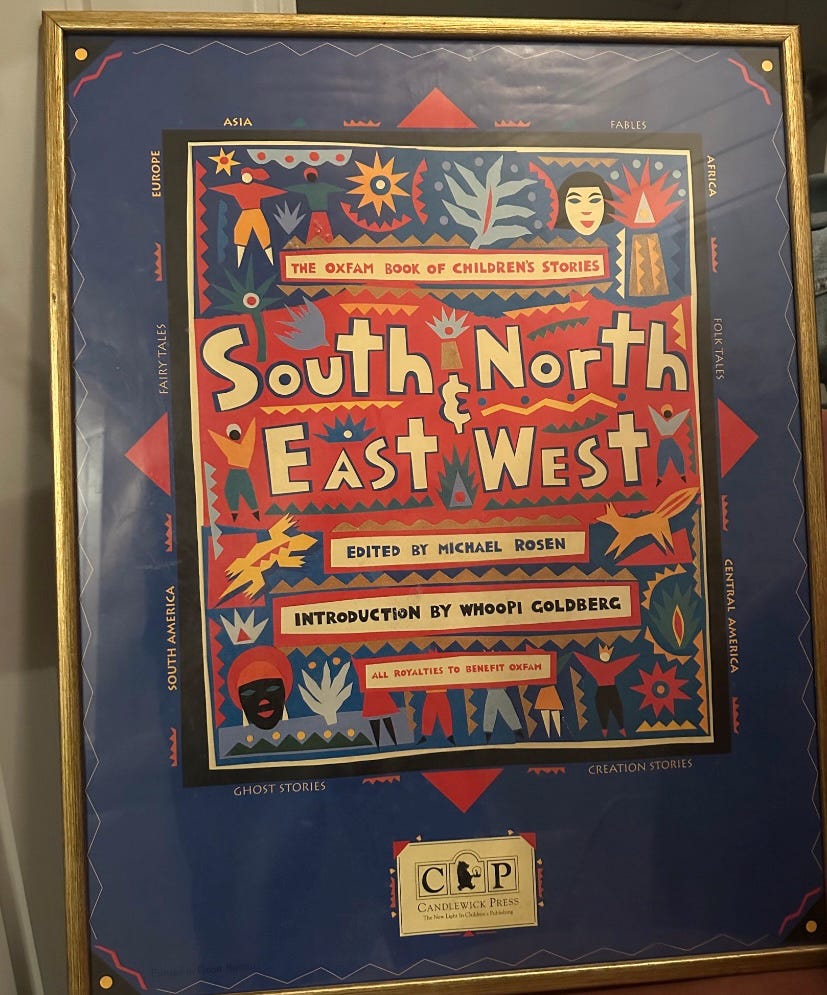 ASIA
FABLES
EUROPE
AFRICA
THE OXFAM BOOK OF CHILDREN'S STORIES
FAIRY TALES
FOLK TALES
SOUTH & NORTH
EAST WEST
EDITED BY MICHAEL ROSEN
INTRODUCTION BY WHOOPI GOLDBERG
ALL ROYALTIES TO BENEFIT OXFAM
SOUTH AMERICA
CENTRAL AMERICA
GHOST STORIES
CREATION STORIES
C P
CANDLEWICK PRESS
The New Light In Children's Publishing